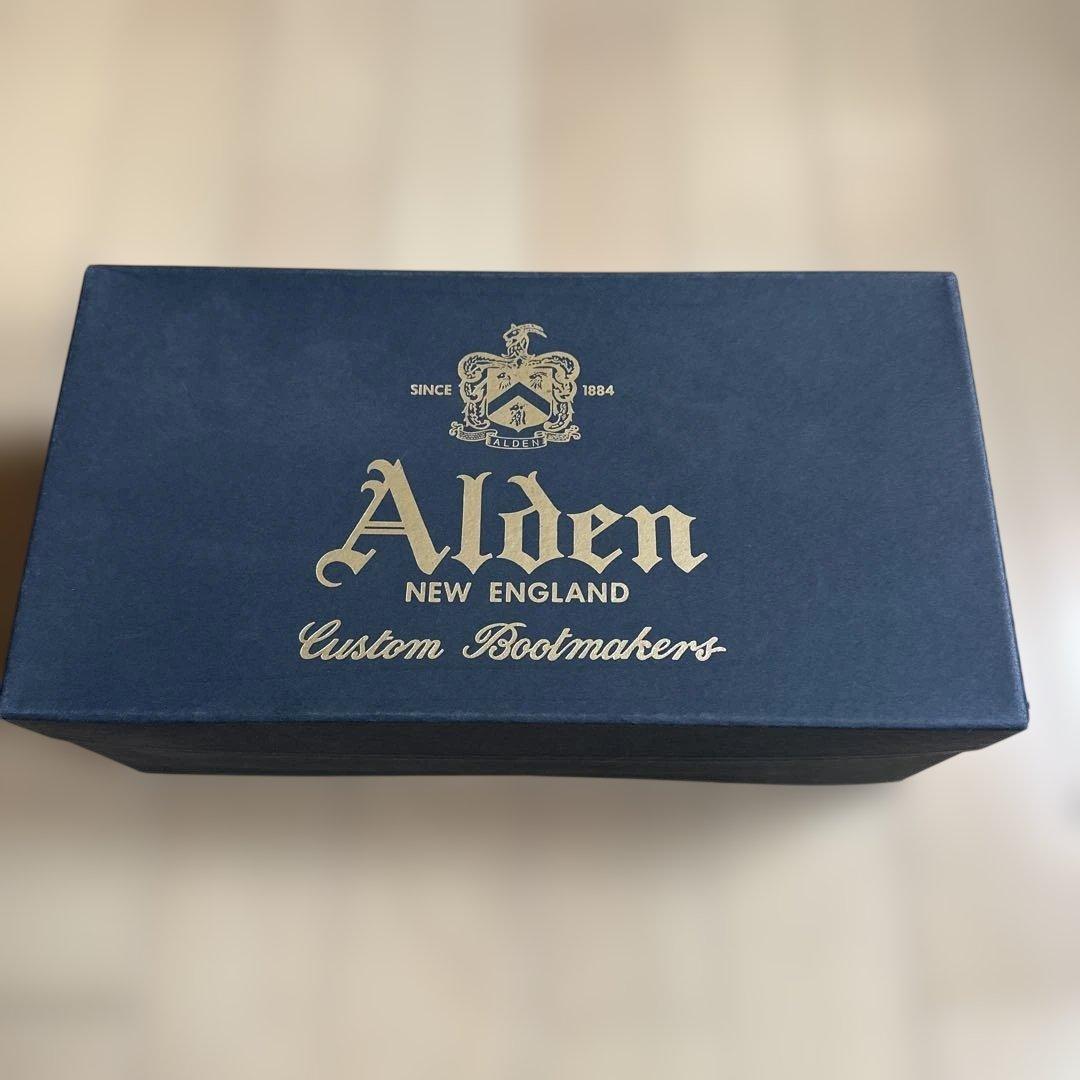 SINCE 1884
ALDEN
Alden
NEW ENGLAND
Custom Bootmakers